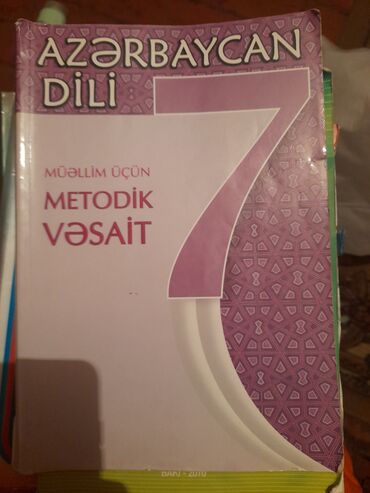 AZƏRBAYCAN
DİLİ
7
MÜƏLLİM ÜÇÜN
METODİK
VƏSAİT